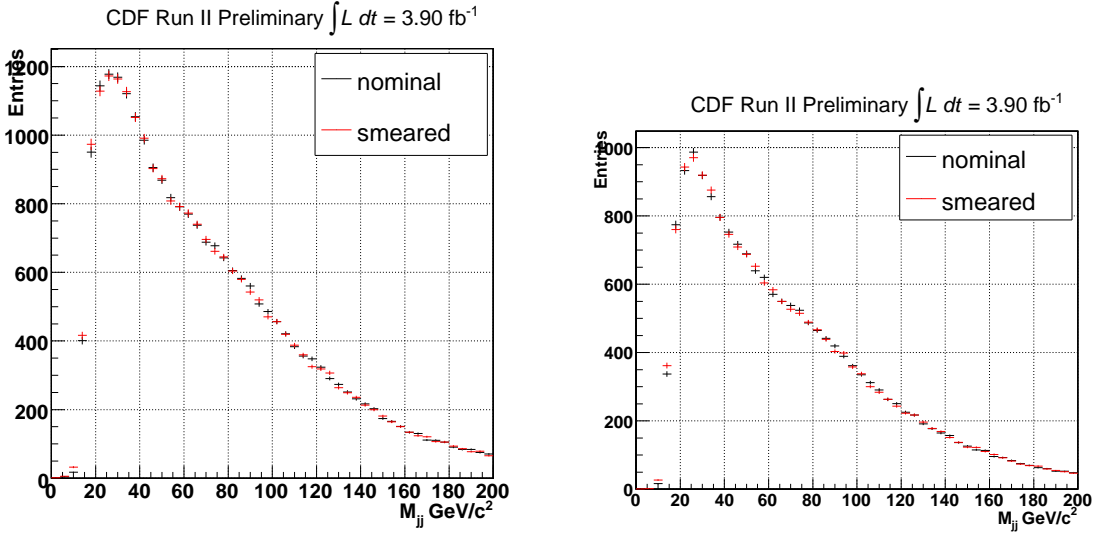 CDF Run II Preliminary ∫L dt = 3.90 fb⁻¹
Entries
1200
1000
800
600
400
200
0
nominal
smeared
0 20 40 60 80 100 120 140 160 180 200
M_jj GeV/c²
CDF Run II Preliminary ∫L dt = 3.90 fb⁻¹
Entries
1000
800
600
400
200
0
nominal
smeared
0 20 40 60 80 100 120 140 160 180 200
M_jj GeV/c²